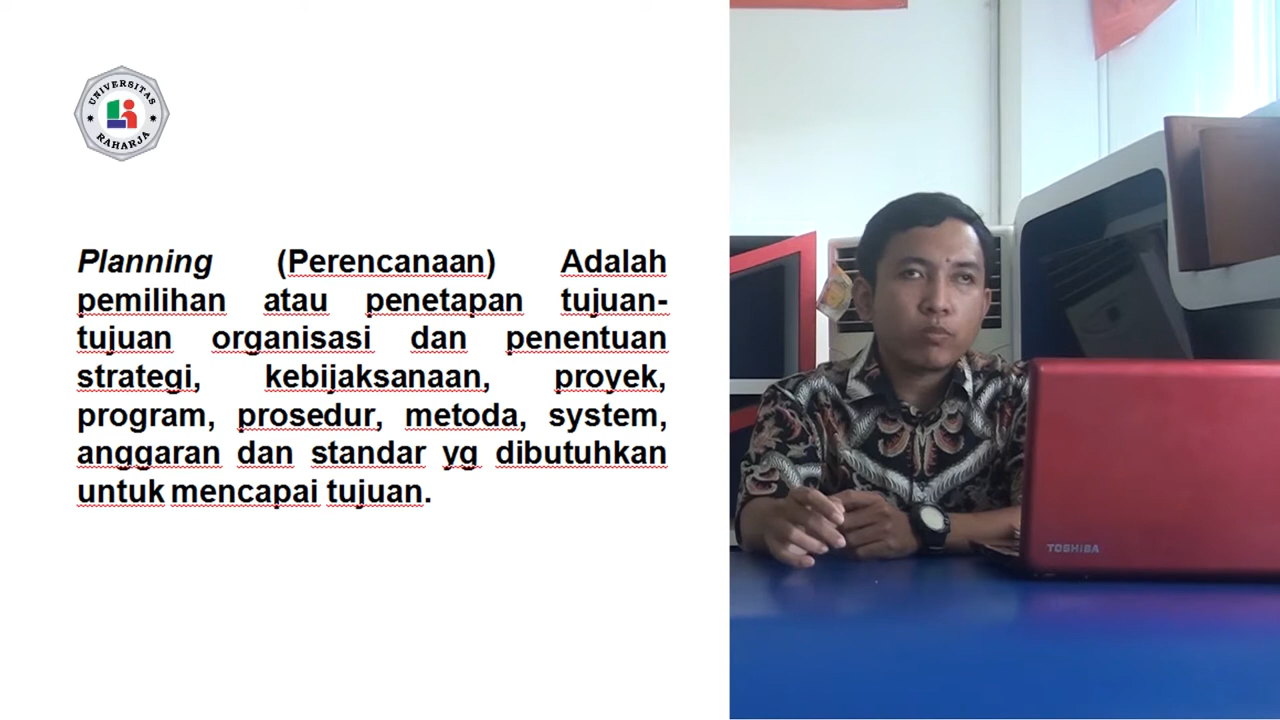 UNIVERSITAS
RAHARJA
Planning (Perencanaan) Adalah
pemilihan atau penetapan tujuan-
tujuan organisasi dan penentuan
strategi, kebijaksanaan, proyek,
program, prosedur, metoda, system,
anggaran dan standar yg dibutuhkan
untuk mencapai tujuan.
TOSHIBA